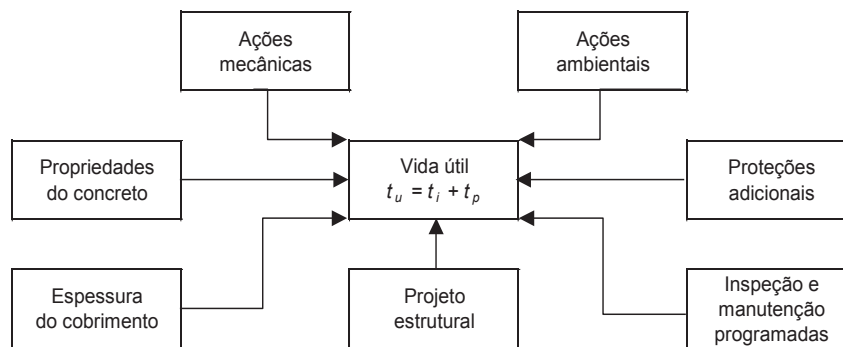 Ações
mecânicas
Ações
ambientais
Propriedades
do concreto
Vida útil
t_u = t_i + t_p
Proteções
adicionais
Espessura
do cobrimento
Projeto
estrutural
Inspeção e
manutenção
programadas